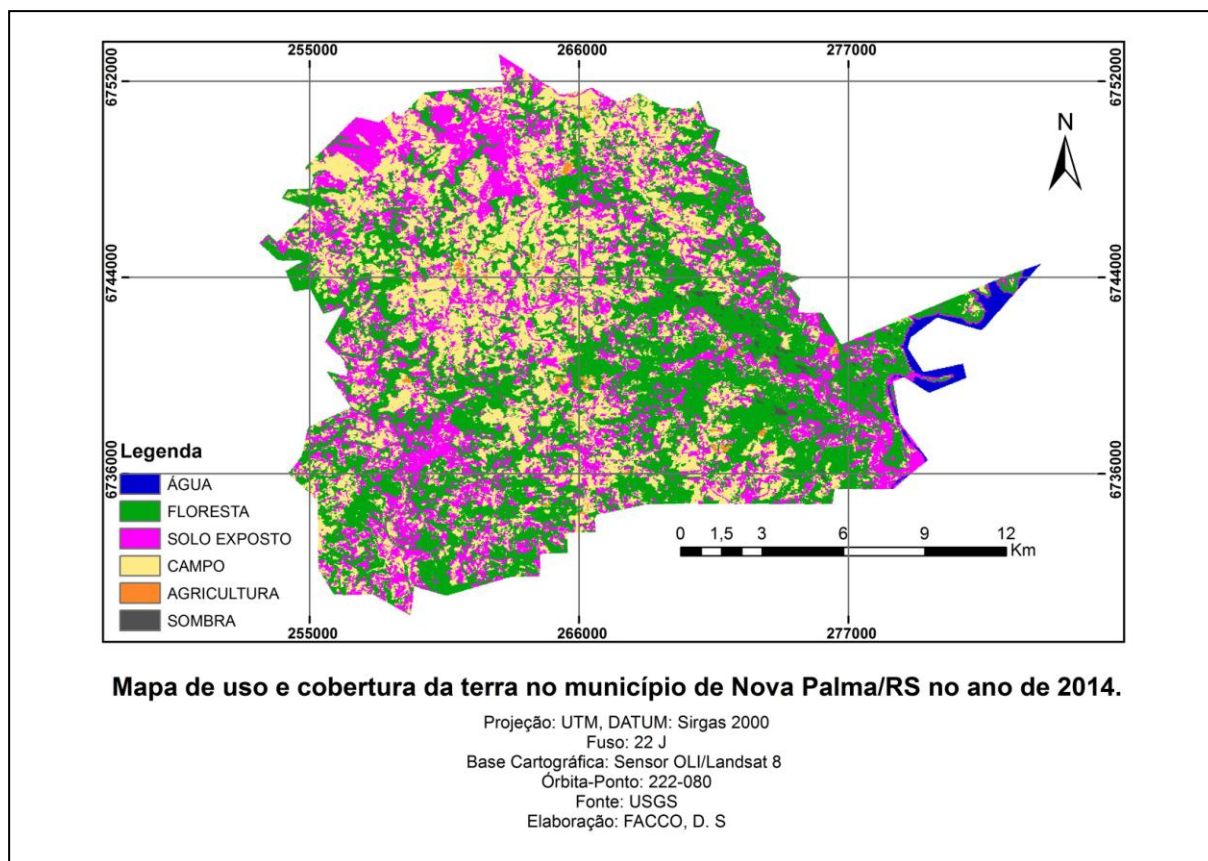 255000
266000
277000
6752000
6752000
N
6744000
6744000
Legenda
ÁGUA
FLORESTA
SOLO EXPOSTO
CAMPO
AGRICULTURA
SOMBRA
6736000
6736000
0 1,5 3 6 9 12
Km
255000
266000
277000
Mapa de uso e cobertura da terra no município de Nova Palma/RS no ano de 2014.
Projeção: UTM, DATUM: Sirgas 2000
Fuso: 22 J
Base Cartográfica: Sensor OLI/Landsat 8
Órbita-Ponto: 222-080
Fonte: USGS
Elaboração: FACCO, D. S